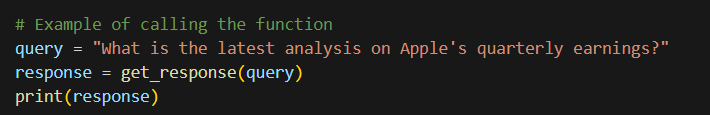 # Example of calling the function
query = "What is the latest analysis on Apple's quarterly earnings?"
response = get_response(query)
print(response)